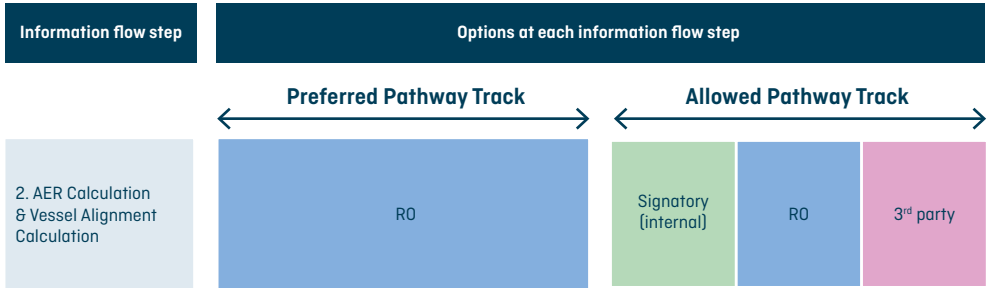 Information flow step
Options at each information flow step
Preferred Pathway Track
Allowed Pathway Track
2. AER Calculation
& Vessel Alignment
Calculation
RO
Signatory
(internal)
RO
3rd party